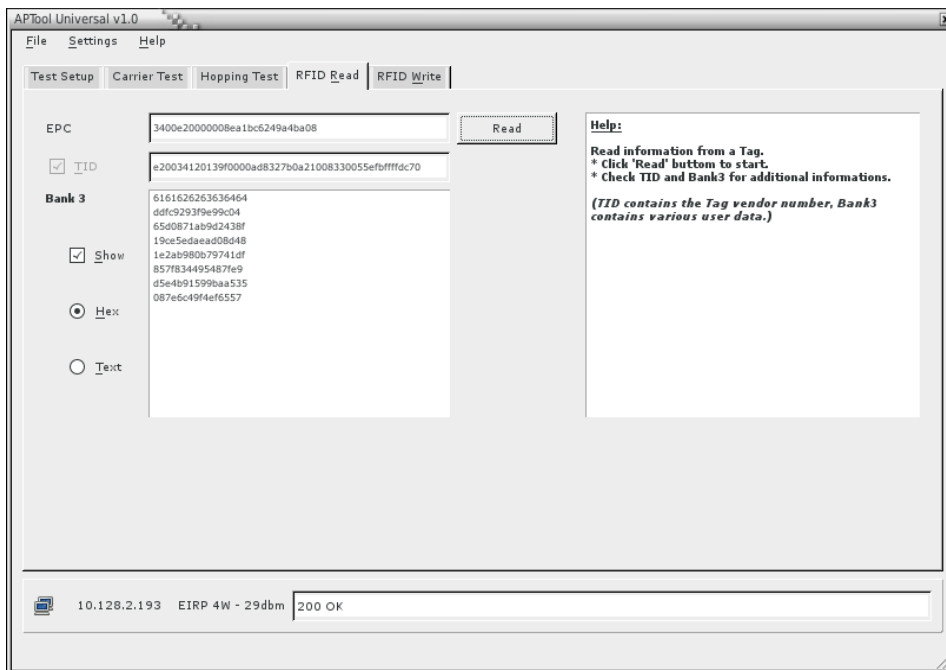 APTool Universal v1.0
File Settings Help
Test Setup Carrier Test Hopping Test RFID Read RFID Write
EPC
3400e20000008ea1bc6249a4ba08
Read
TID
e20034120139f0000ad8327b0a21008330055efbffffdc70
Bank 3
6161626263636464
ddfc9293f9e99c04
65d0871ab9d2438f
19ce5edaead08d48
1e2ab980b79741df
857f834495487fe9
d5e4b91599baa535
087e6c49f4ef6557
Show
Hex
Text
Help:
Read information from a Tag.
* Click 'Read' buttom to start.
* Check TID and Bank3 for additional informations.
(TID contains the Tag vendor number, Bank3
contains various user data.)
10.128.2.193 EIRP 4W - 29dbm 200 OK